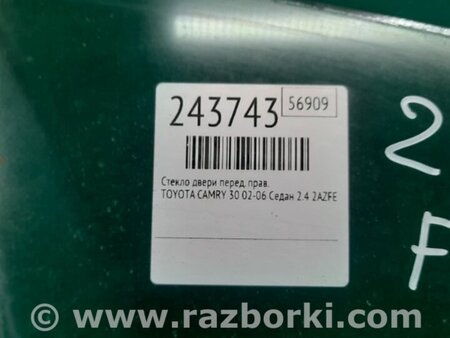 243743 56909
Стекло двери перед. прав.
TOYOTA CAMRY 30 02-06 Седан 2.4 2AZFE
2
F
© www.razborki.com